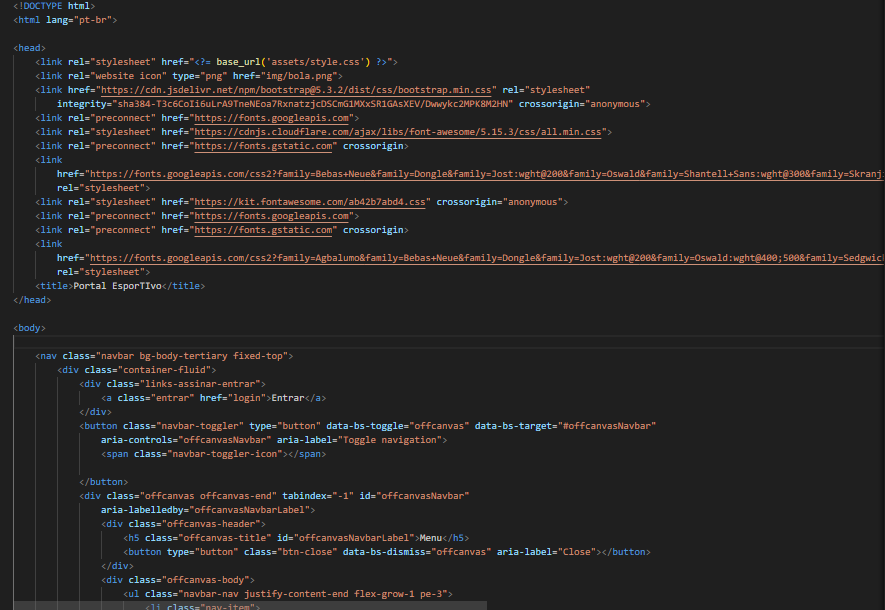 <!DOCTYPE html>
<html lang="pt-br">
<head>
<link rel="stylesheet" href="<?= base_url('assets/style.css') ?>">
<link rel="website icon" type="png" href="img/bola.png">
<link href="https://cdn.jsdelivr.net/npm/bootstrap@5.3.2/dist/css/bootstrap.min.css" rel="stylesheet"
integrity="sha384-T3c6CoIi6uLrA9TneNEoa7RxnatzjcDSCmG1MXxSR1GAsXEV/Dwwykc2MPK8M2HN" crossorigin="anonymous">
<link rel="preconnect" href="https://fonts.googleapis.com">
<link rel="stylesheet" href="https://cdnjs.cloudflare.com/ajax/libs/font-awesome/5.15.3/css/all.min.css">
<link rel="preconnect" href="https://fonts.gstatic.com" crossorigin>
<link
href="https://fonts.googleapis.com/css2?family=Bebas+Neue&family=Dongle&family=Jost:wght@200&family=Oswald&family=Shantell+Sans:wght@300&family=Skranj
rel="stylesheet">
<link rel="stylesheet" href="https://kit.fontawesome.com/ab42b7abd4.css" crossorigin="anonymous">
<link rel="preconnect" href="https://fonts.googleapis.com">
<link rel="preconnect" href="https://fonts.gstatic.com" crossorigin>
<link
href="https://fonts.googleapis.com/css2?family=Agbalumo&family=Bebas+Neue&family=Dongle&family=Jost:wght@200&family=Oswald:wght@400;500&family=Sedgwic
rel="stylesheet">
<title>Portal EsporTIvo</title>
</head>
<body>
<nav class="navbar bg-body-tertiary fixed-top">
<div class="container-fluid">
<div class="links-assinar-entrar">
<a class="entrar" href="login">Entrar</a>
</div>
<button class="navbar-toggler" type="button" data-bs-toggle="offcanvas" data-bs-target="#offcanvasNavbar"
aria-controls="offcanvasNavbar" aria-label="Toggle navigation">
<span class="navbar-toggler-icon"></span>
</button>
<div class="offcanvas offcanvas-end" tabindex="-1" id="offcanvasNavbar"
aria-labelledby="offcanvasNavbarLabel">
<div class="offcanvas-header">
<h5 class="offcanvas-title" id="offcanvasNavbarLabel">Menu</h5>
<button type="button" class="btn-close" data-bs-dismiss="offcanvas" aria-label="Close"></button>
</div>
<div class="offcanvas-body">
<ul class="navbar-nav justify-content-end flex-grow-1 pe-3">
<li class="nav-item">